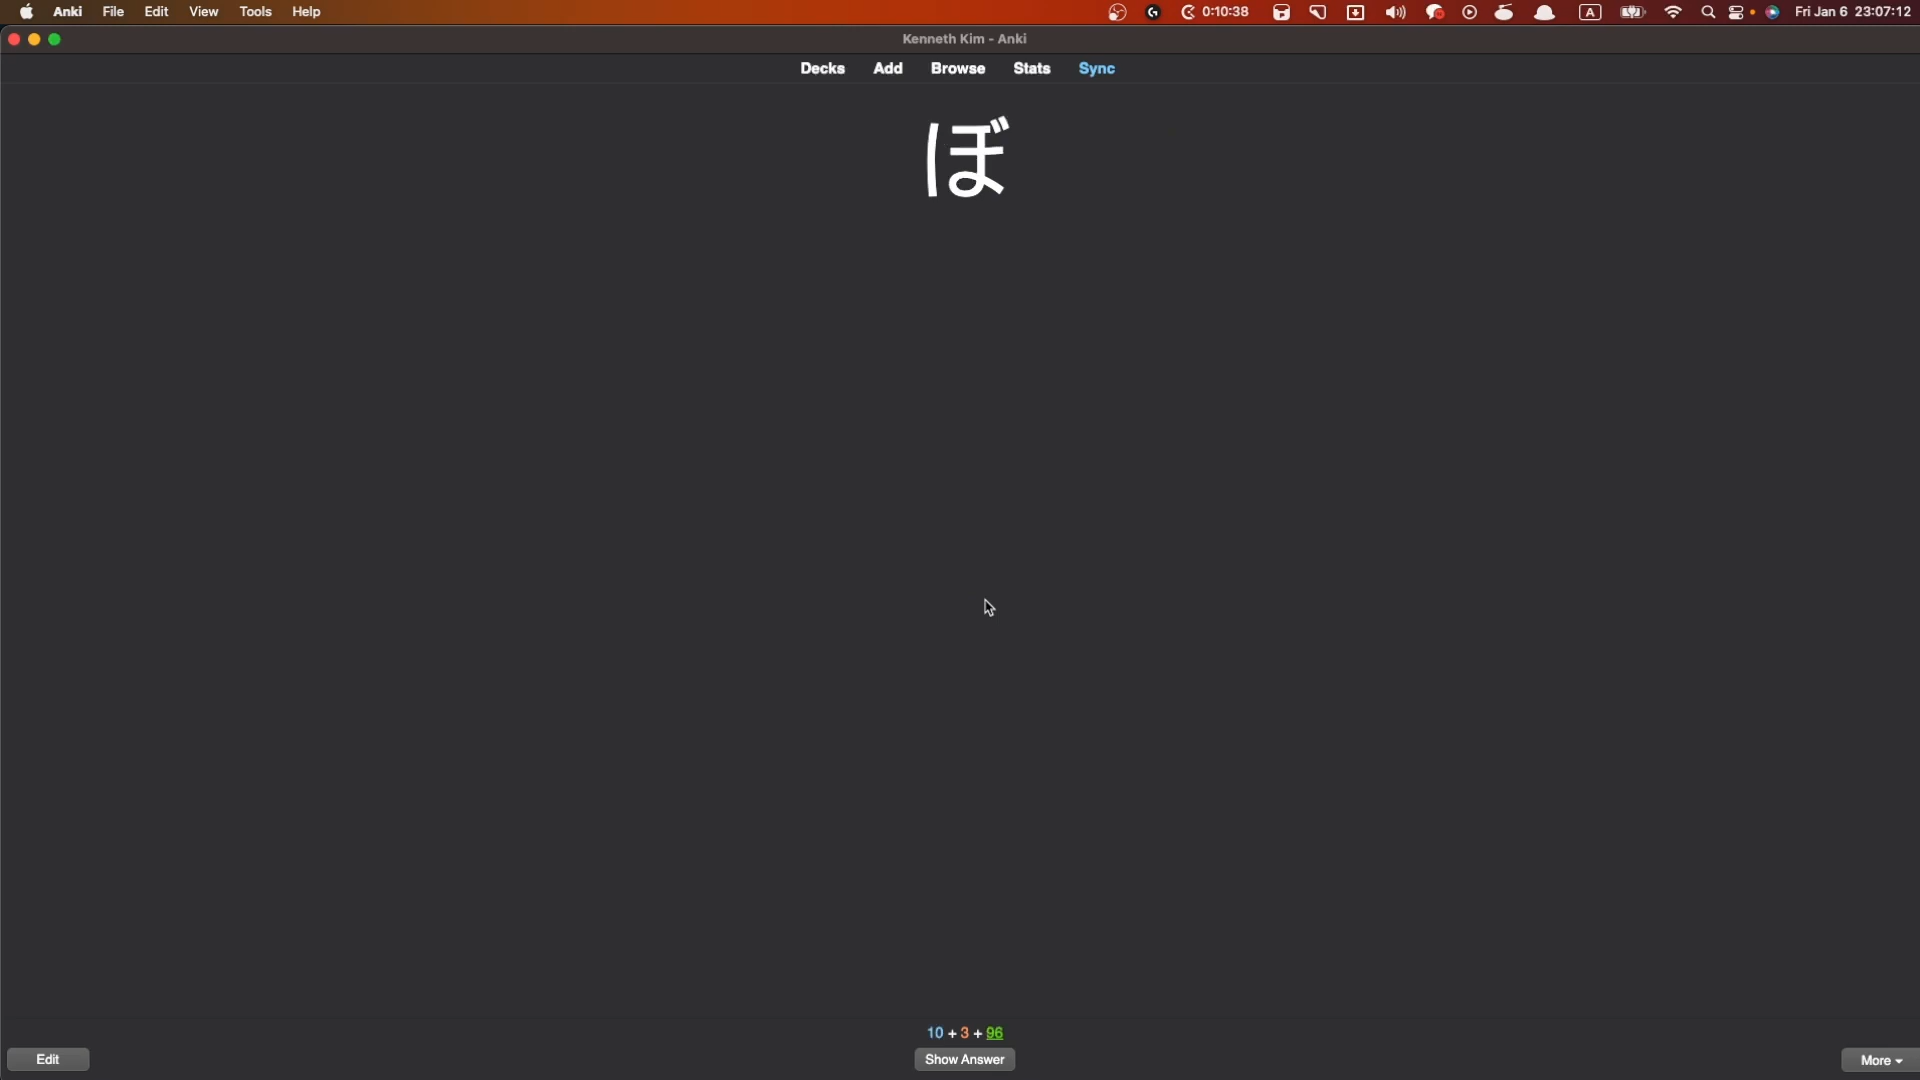 Anki File Edit View Tools Help 0:10:38 A Fri Jan 6 23:07:12
Kenneth Kim - Anki
Decks Add Browse Stats Sync
ぼ
10 + 3 + 96
Edit Show Answer More